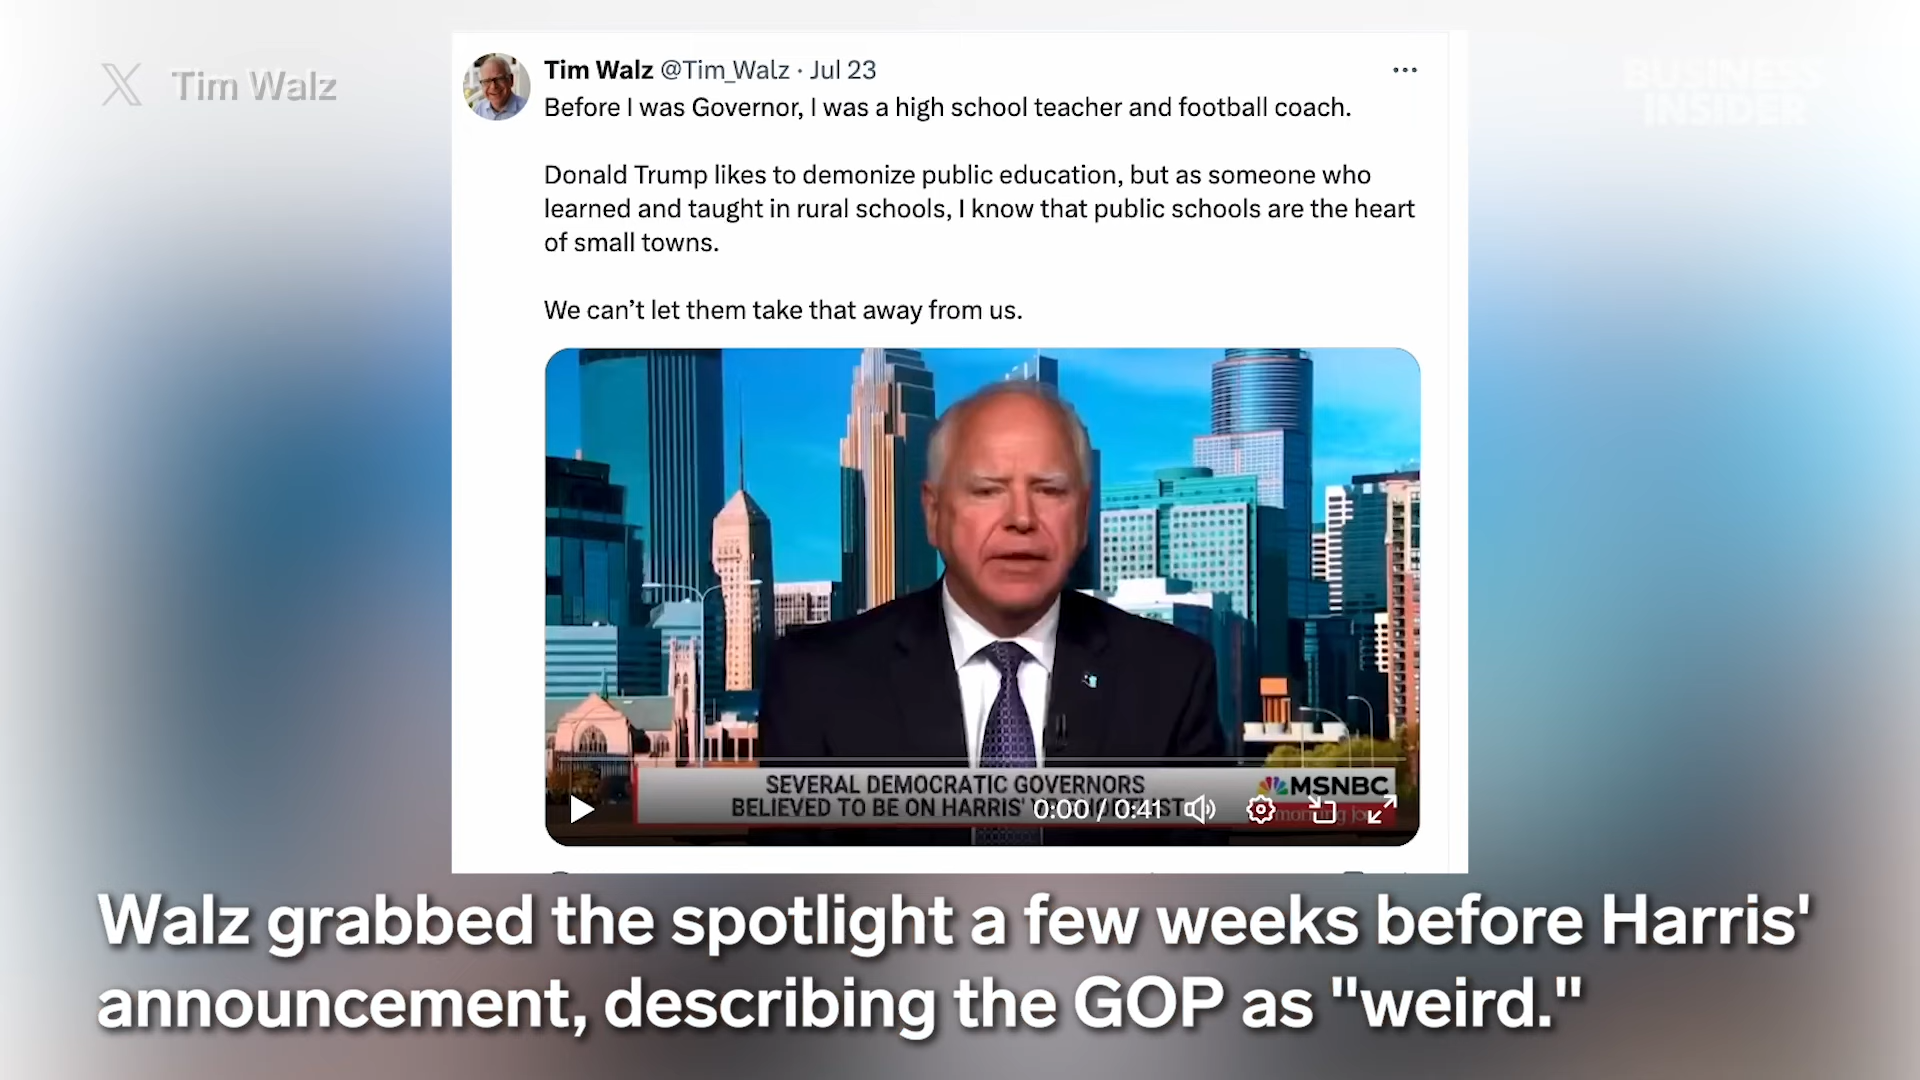 Tim Walz
BUSINESS
INSIDER
Tim Walz @Tim_Walz · Jul 23
Before I was Governor, I was a high school teacher and football coach.
Donald Trump likes to demonize public education, but as someone who
learned and taught in rural schools, I know that public schools are the heart
of small towns.
We can’t let them take that away from us.
SEVERAL DEMOCRATIC GOVERNORS
BELIEVED TO BE ON HARRIS'
0:00 / 0:41
MSNBC
Walz grabbed the spotlight a few weeks before Harris'
announcement, describing the GOP as "weird."